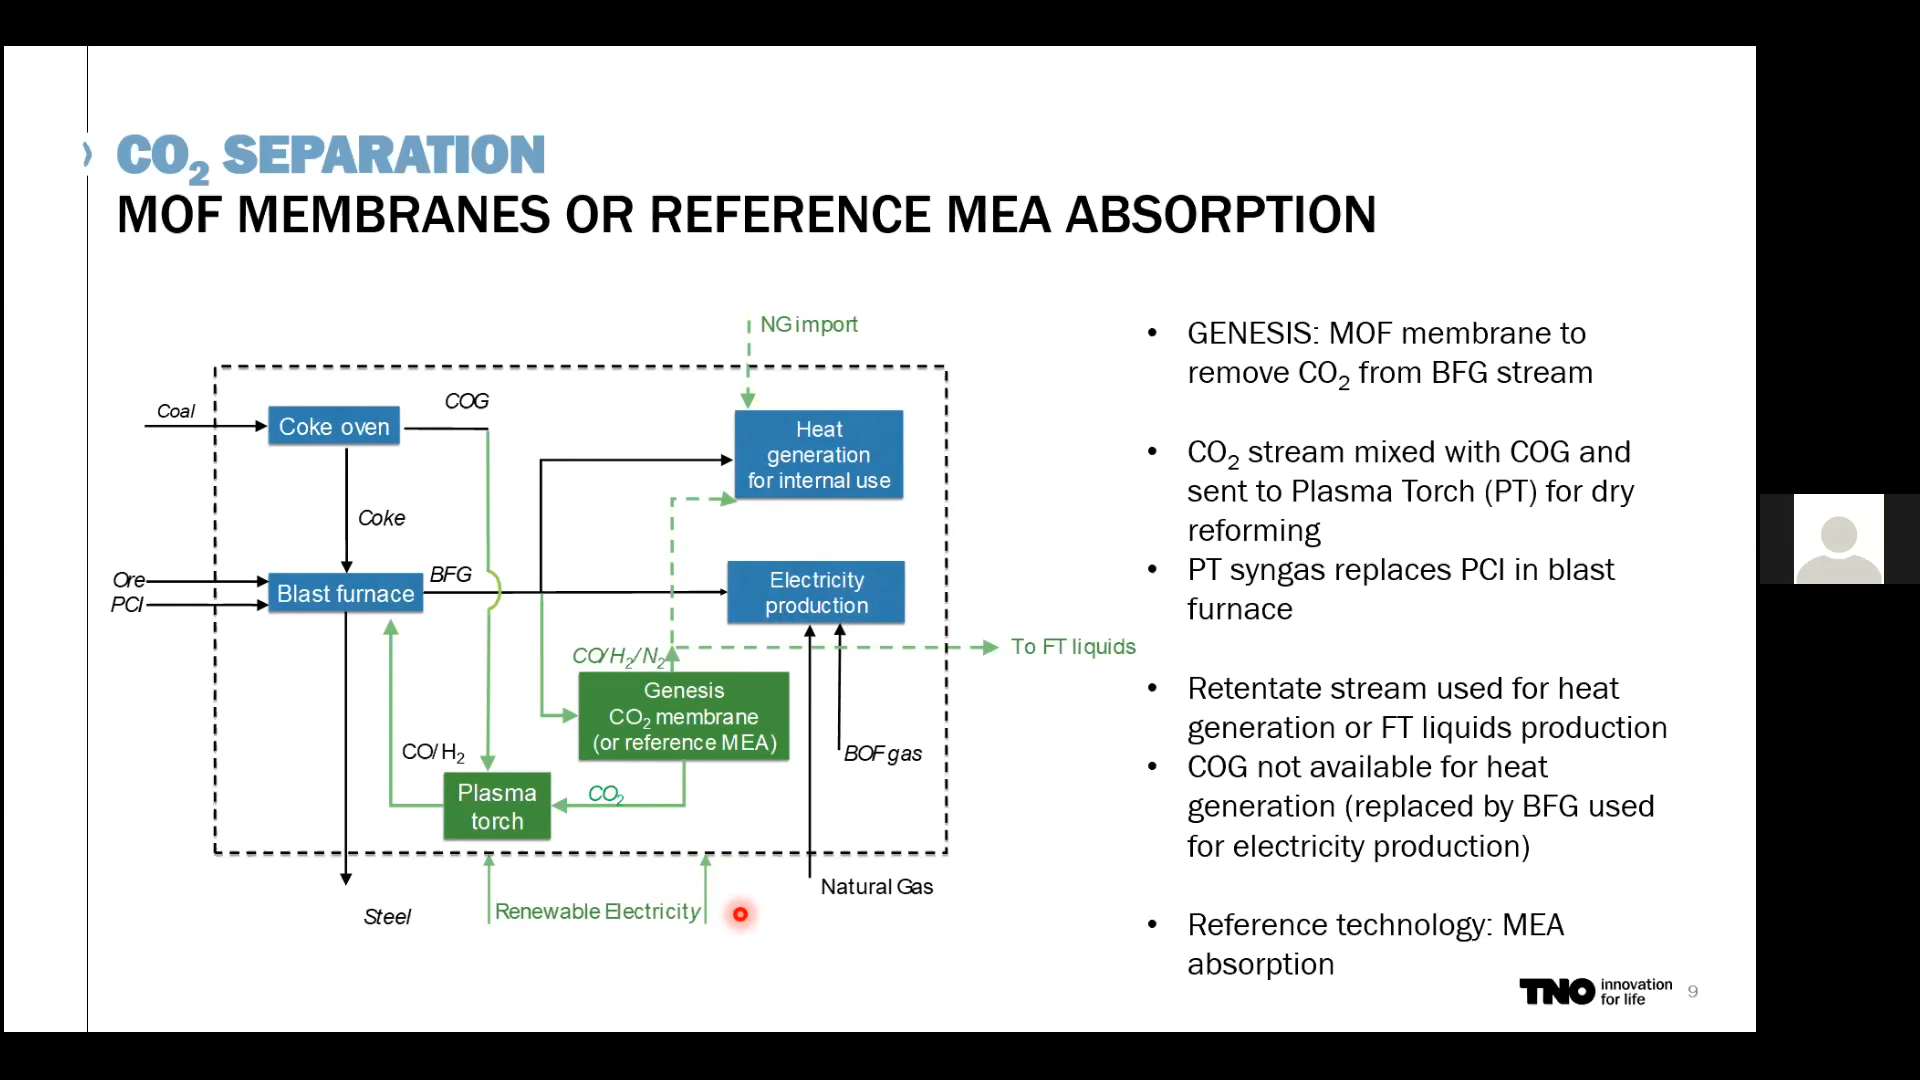 CO₂ SEPARATION
MOF MEMBRANES OR REFERENCE MEA ABSORPTION
NG import
Coal
Coke oven
COG
Heat
generation
for internal use
Coke
Ore
PCI
Blast furnace
BFG
Electricity
production
CO/H₂/N₂
To FT liquids
Genesis
CO₂ membrane
(or reference MEA)
CO/H₂
BOF gas
Plasma
torch
CO₂
Natural Gas
Steel
Renewable Electricity
• GENESIS: MOF membrane to
remove CO₂ from BFG stream
• CO₂ stream mixed with COG and
sent to Plasma Torch (PT) for dry
reforming
• PT syngas replaces PCI in blast
furnace
• Retentate stream used for heat
generation or FT liquids production
• COG not available for heat
generation (replaced by BFG used
for electricity production)
• Reference technology: MEA
absorption
TNO innovation
for life
9